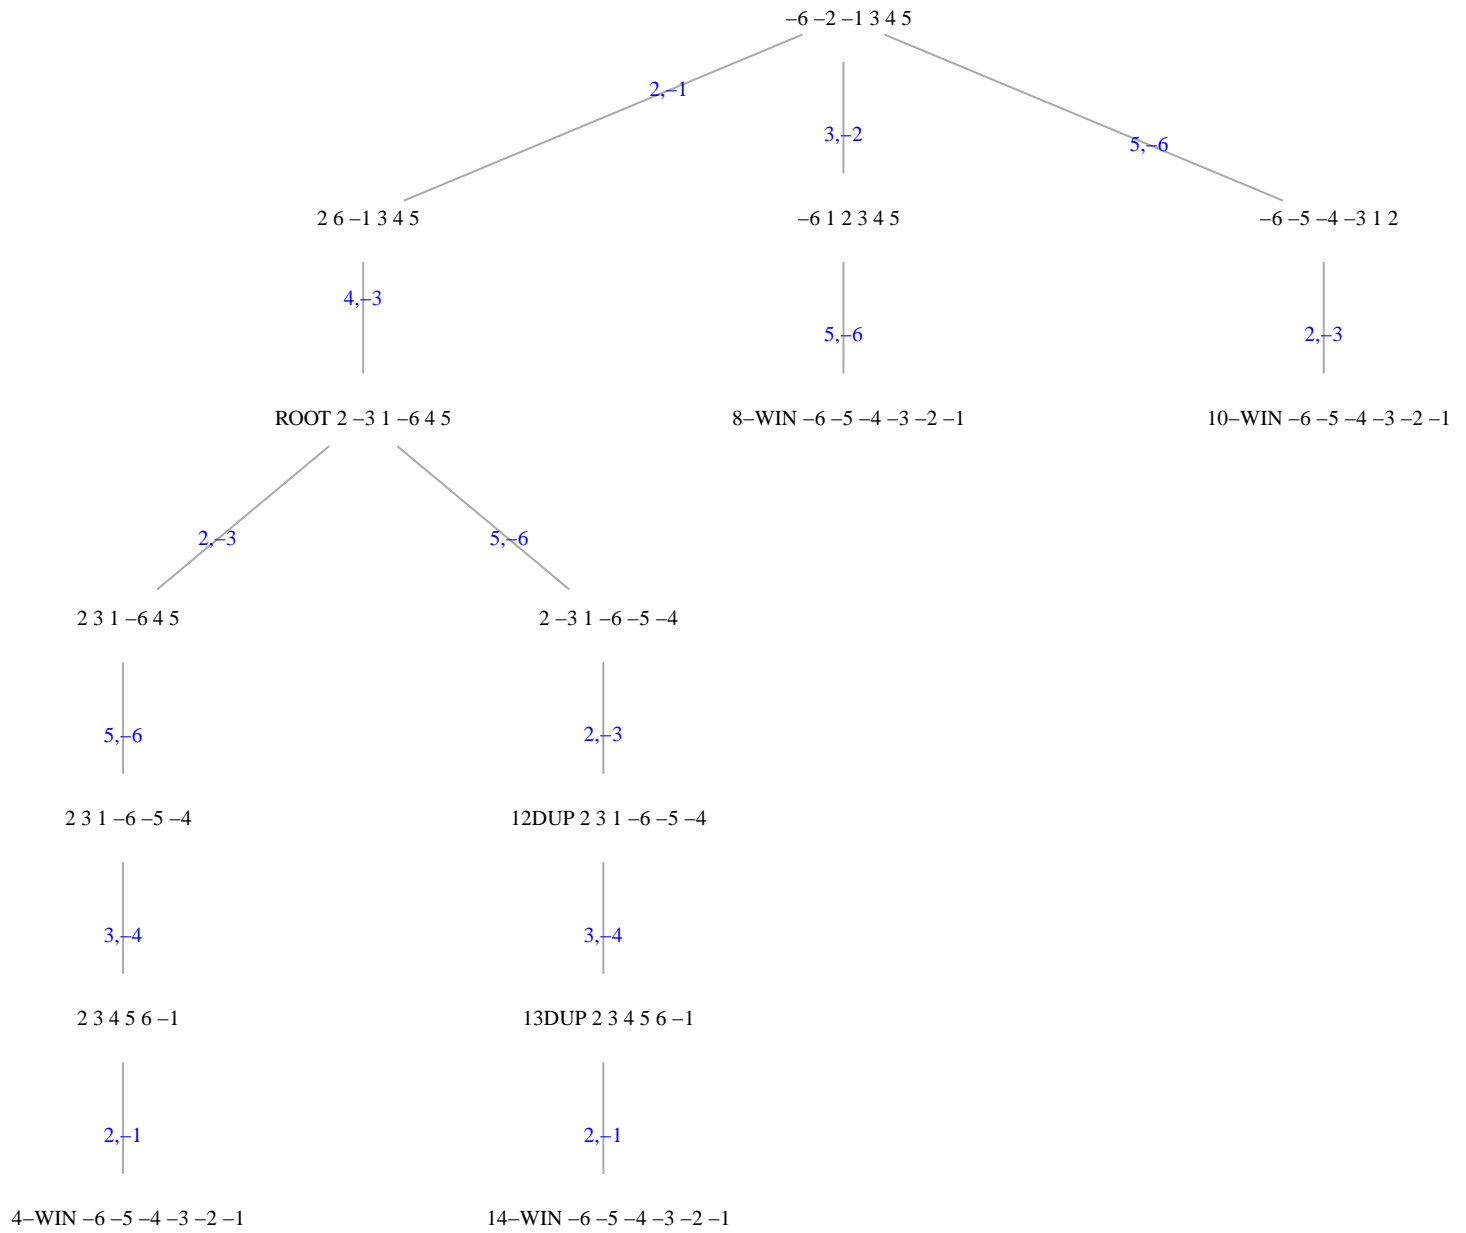 –6 –2 –1 3 4 5
2,–1
3,–2
5,–6
2 6 –1 3 4 5
–6 1 2 3 4 5
–6 –5 –4 –3 1 2
4,–3
5,–6
2,–3
ROOT 2 –3 1 –6 4 5
8–WIN –6 –5 –4 –3 –2 –1
10–WIN –6 –5 –4 –3 –2 –1
2,–3
5,–6
2 3 1 –6 4 5
2 –3 1 –6 –5 –4
5,–6
2,–3
2 3 1 –6 –5 –4
12DUP 2 3 1 –6 –5 –4
3,–4
3,–4
2 3 4 5 6 –1
13DUP 2 3 4 5 6 –1
2,–1
2,–1
4–WIN –6 –5 –4 –3 –2 –1
14–WIN –6 –5 –4 –3 –2 –1